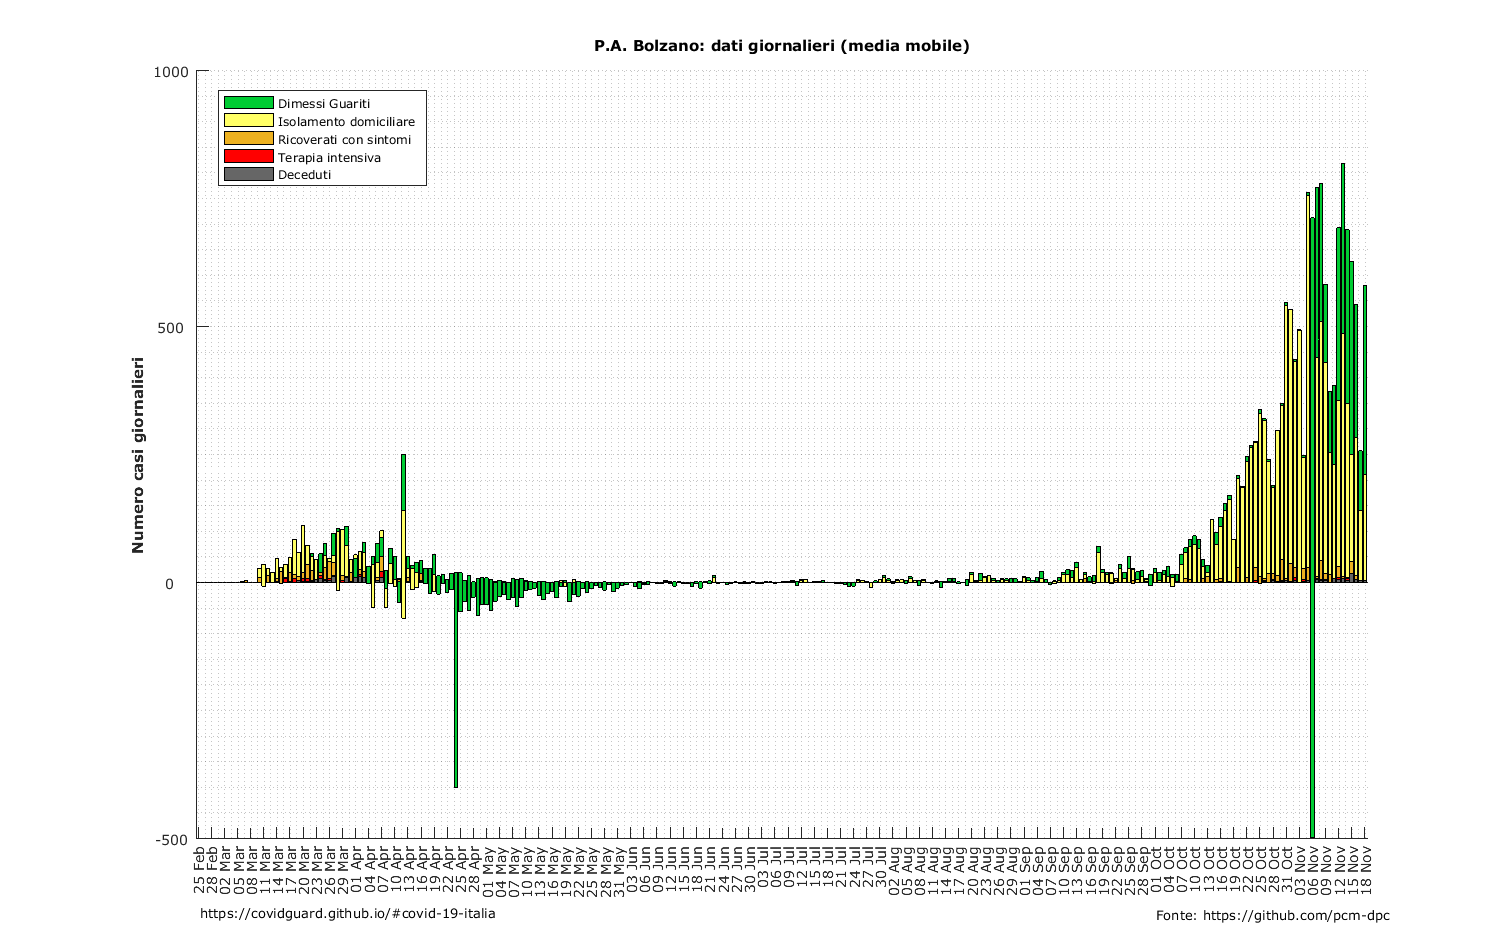 P.A. Bolzano: dati giornalieri (media mobile)
1000
500
0
-500
Numero casi giornalieri
Dimessi Guariti
Isolamento domiciliare
Ricoverati con sintomi
Terapia intensiva
Deceduti
25 Feb
28 Feb
02 Mar
05 Mar
08 Mar
11 Mar
14 Mar
17 Mar
20 Mar
23 Mar
26 Mar
29 Mar
01 Apr
04 Apr
07 Apr
10 Apr
13 Apr
16 Apr
19 Apr
22 Apr
25 Apr
28 Apr
01 May
04 May
07 May
10 May
13 May
16 May
19 May
22 May
25 May
28 May
31 May
03 Jun
06 Jun
09 Jun
12 Jun
15 Jun
18 Jun
21 Jun
24 Jun
27 Jun
30 Jun
03 Jul
06 Jul
09 Jul
12 Jul
15 Jul
18 Jul
21 Jul
24 Jul
27 Jul
30 Jul
02 Aug
05 Aug
08 Aug
11 Aug
14 Aug
17 Aug
20 Aug
23 Aug
26 Aug
29 Aug
01 Sep
04 Sep
07 Sep
10 Sep
13 Sep
16 Sep
19 Sep
22 Sep
25 Sep
28 Sep
01 Oct
04 Oct
07 Oct
10 Oct
13 Oct
16 Oct
19 Oct
22 Oct
25 Oct
28 Oct
31 Oct
03 Nov
06 Nov
09 Nov
12 Nov
15 Nov
18 Nov
https://covidguard.github.io/#covid-19-italia
Fonte: https://github.com/pcm-dpc